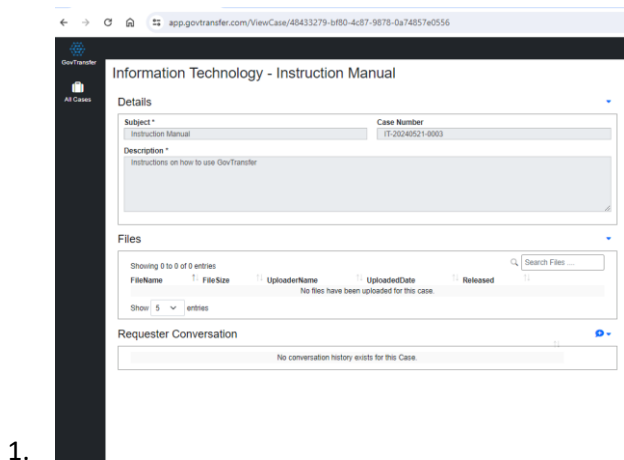 app.govtransfer.com/ViewCase/48433279-bf80-4c87-9878-0a74857e0556
GovTransfer
All Cases
Information Technology - Instruction Manual
Details
Subject * Case Number
Instruction Manual IT-20240521-0003
Description *
Instructions on how to use GovTransfer
Files
Showing 0 to 0 of 0 entries Search Files ...
FileName FileSize UploaderName UploadedDate Released
No files have been uploaded for this case.
Show 5 entries
Requester Conversation
No conversation history exists for this Case.
1.